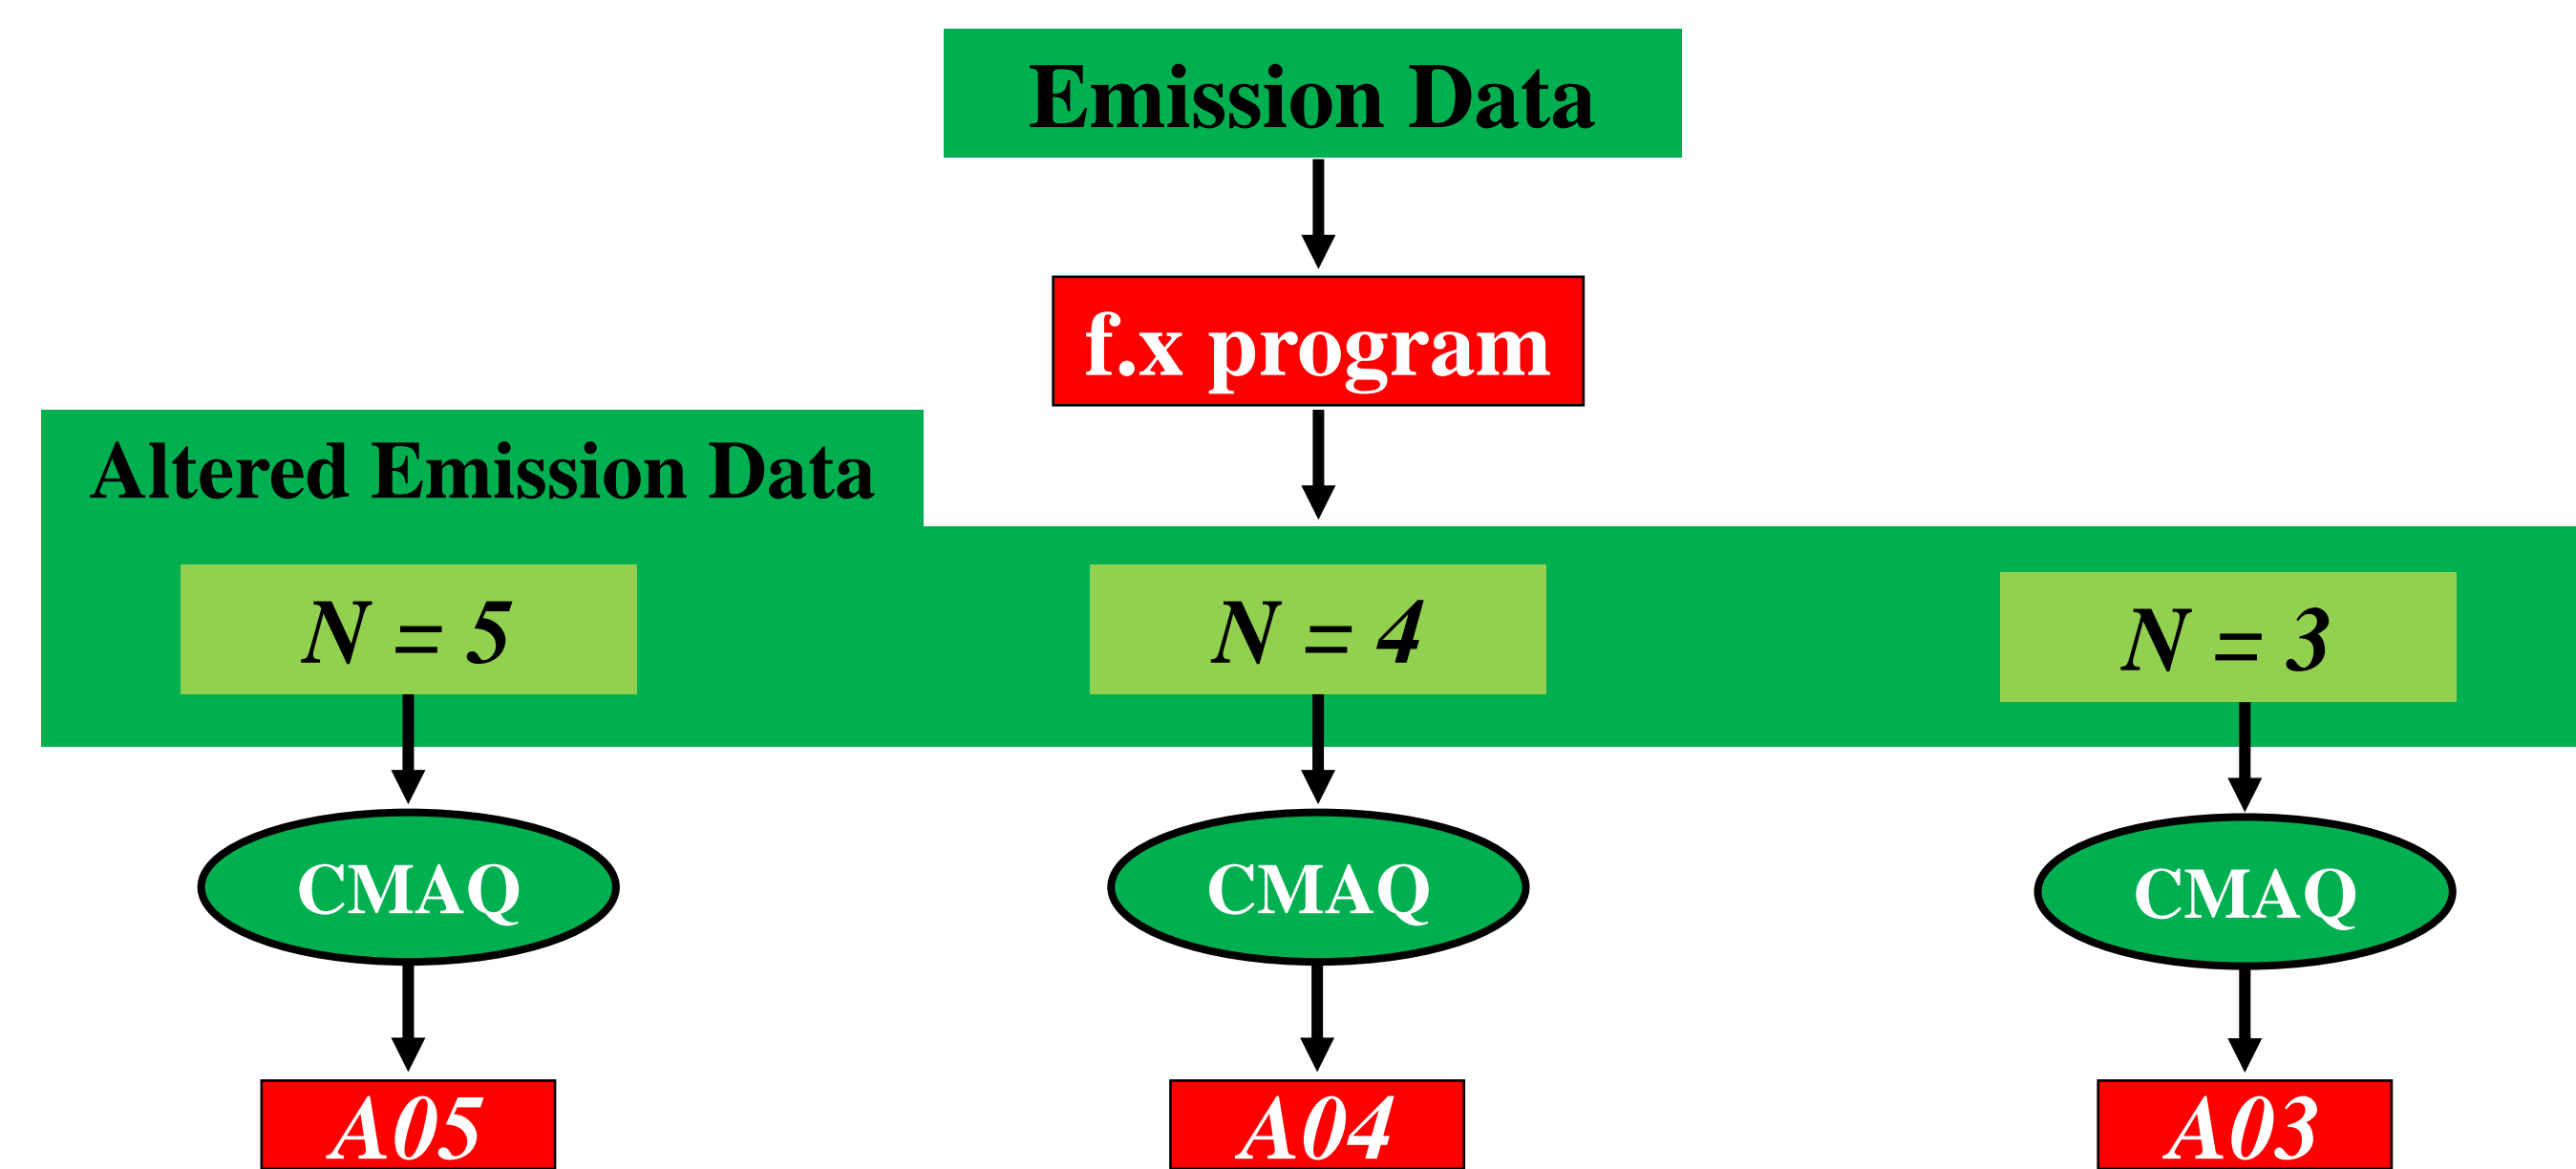 Emission Data
f.x program
Altered Emission Data
N = 5
N = 4
N = 3
CMAQ
CMAQ
CMAQ
A05
A04
A03